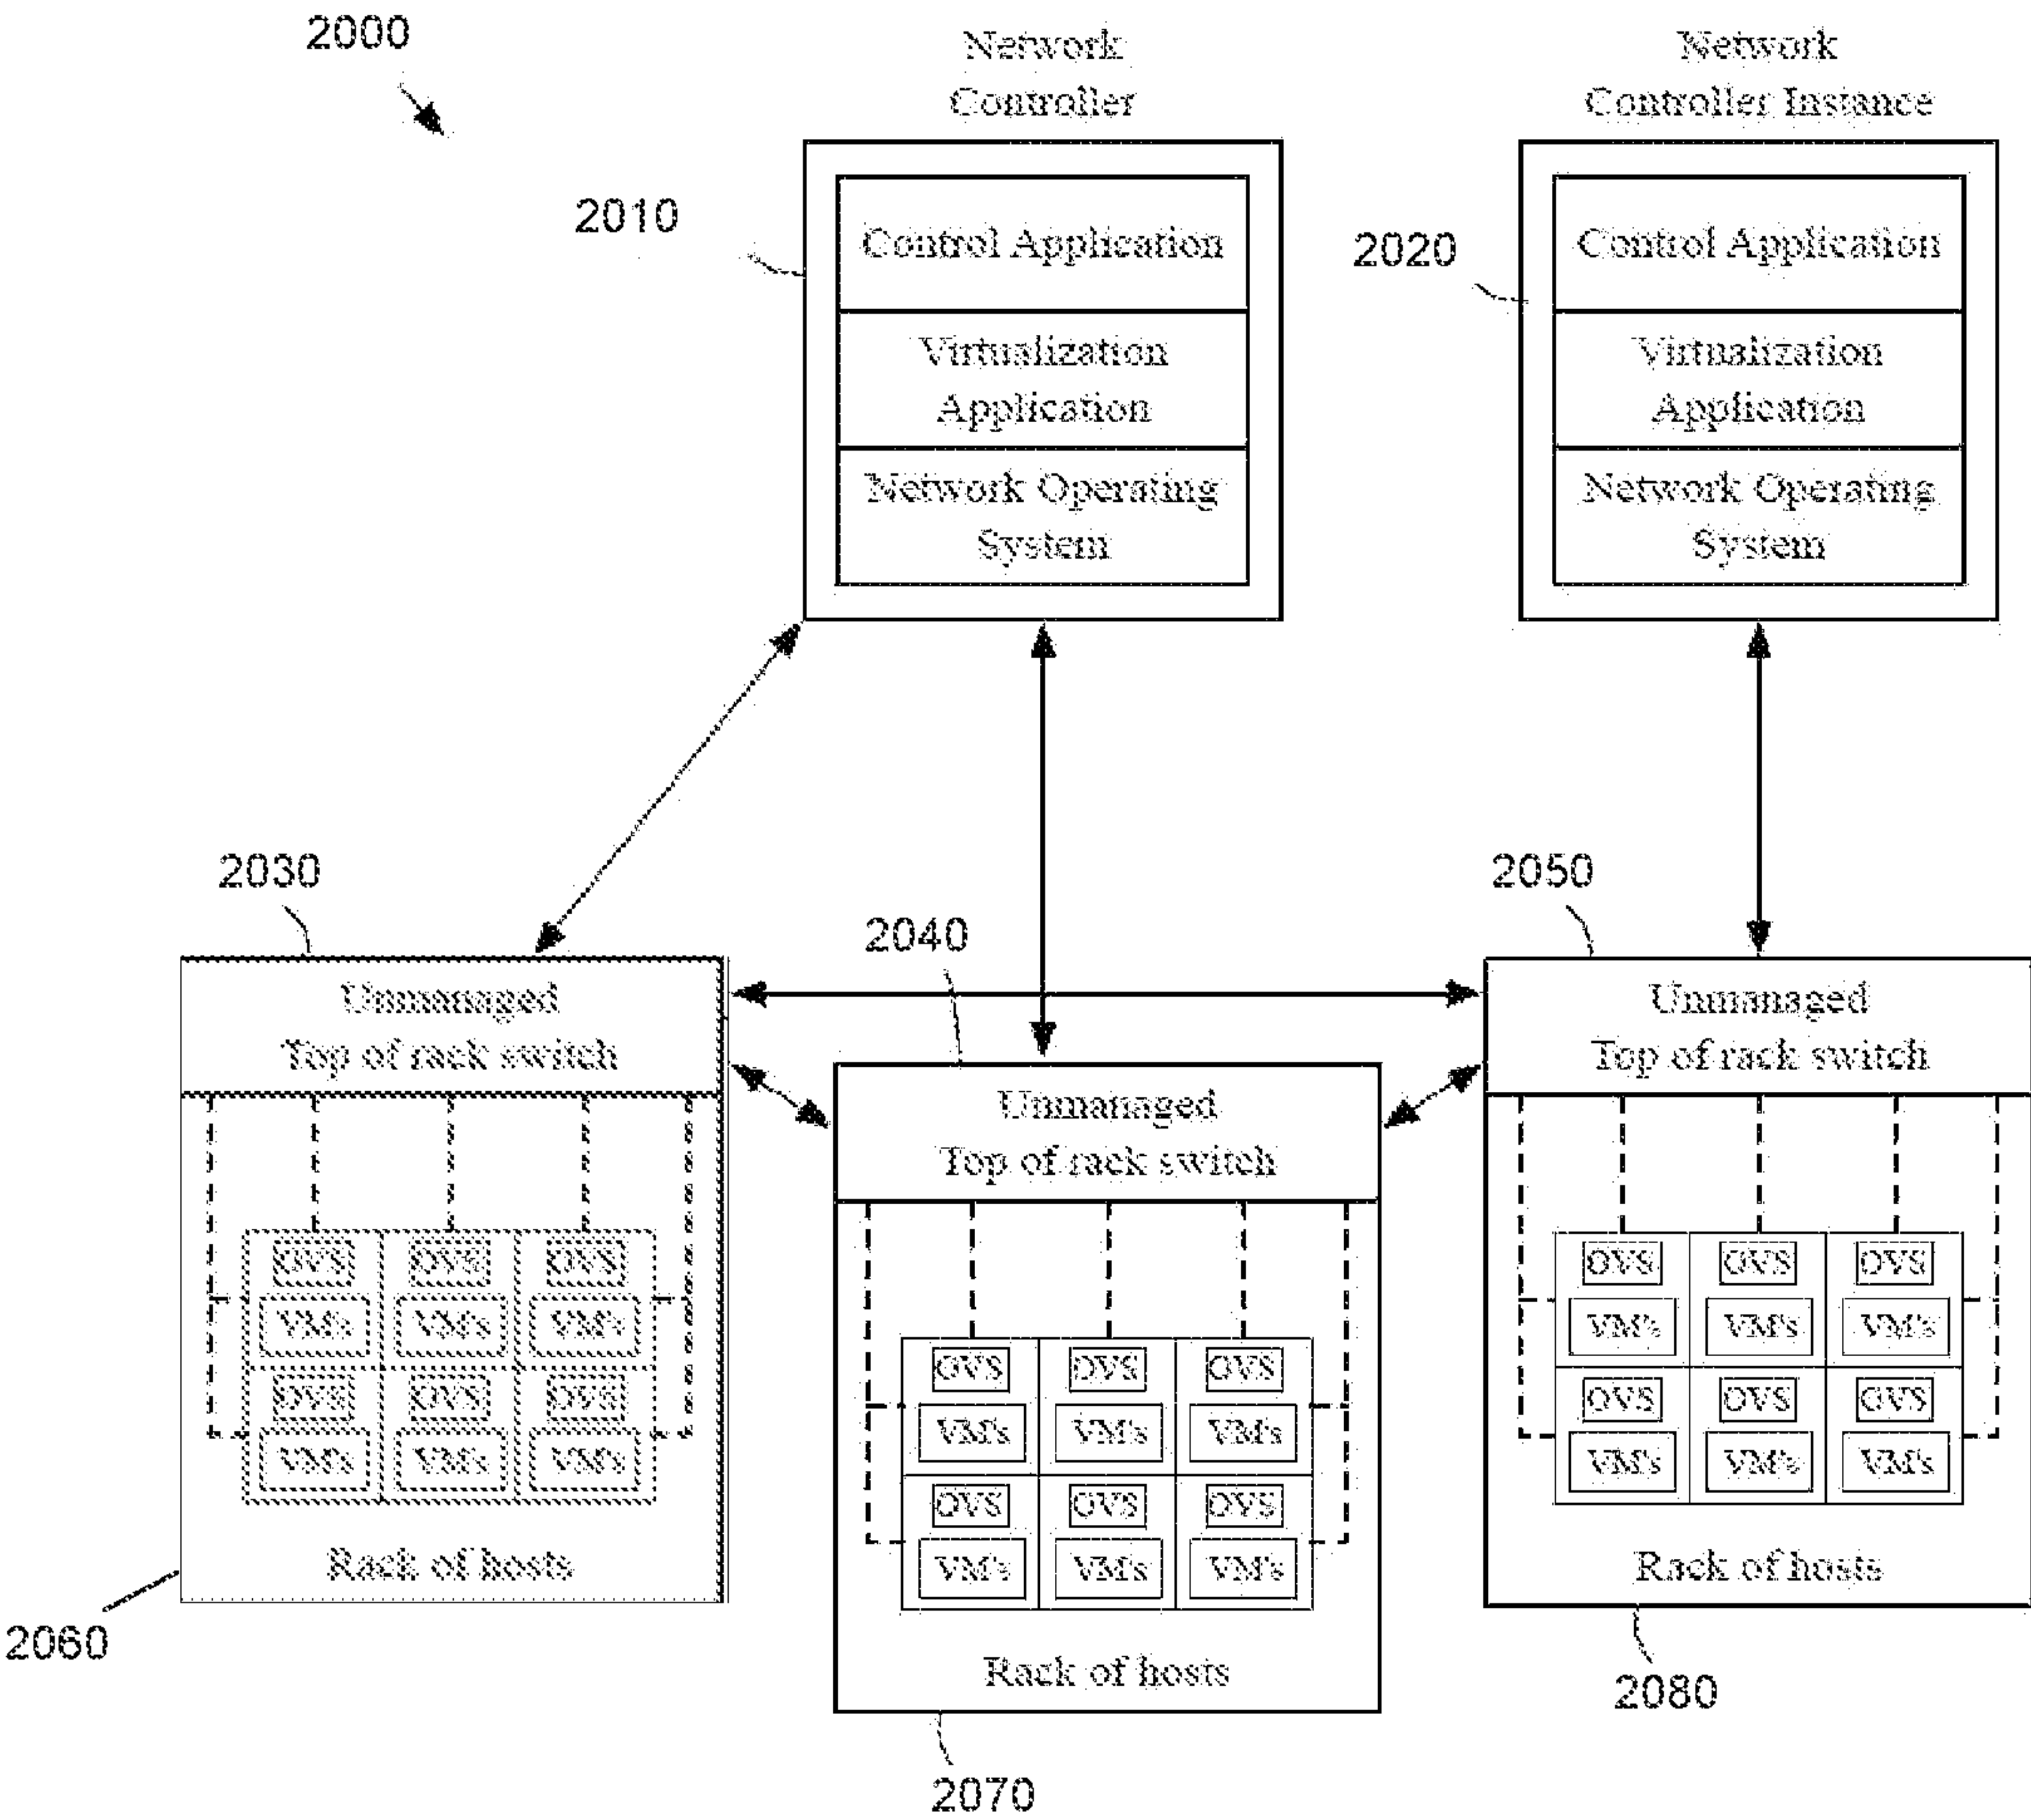 2000
Network
Controller
Network
Controller Instance
2010
Control Application
Virtualization
Application
Network Operating
System
2020
Control Application
Virtualization
Application
Network Operating
System
2030
Unmanaged
Top of rack switch
OVS OVS OVS
VM's VM's VM's
OVS OVS OVS
VM's VM's VM's
Rack of hosts
2060
2040
Unmanaged
Top of rack switch
OVS OVS OVS
VM's VM's VM's
OVS OVS OVS
VM's VM's VM's
Rack of hosts
2070
2050
Unmanaged
Top of rack switch
OVS OVS OVS
VM's VM's VM's
OVS OVS OVS
VM's VM's VM's
Rack of hosts
2080